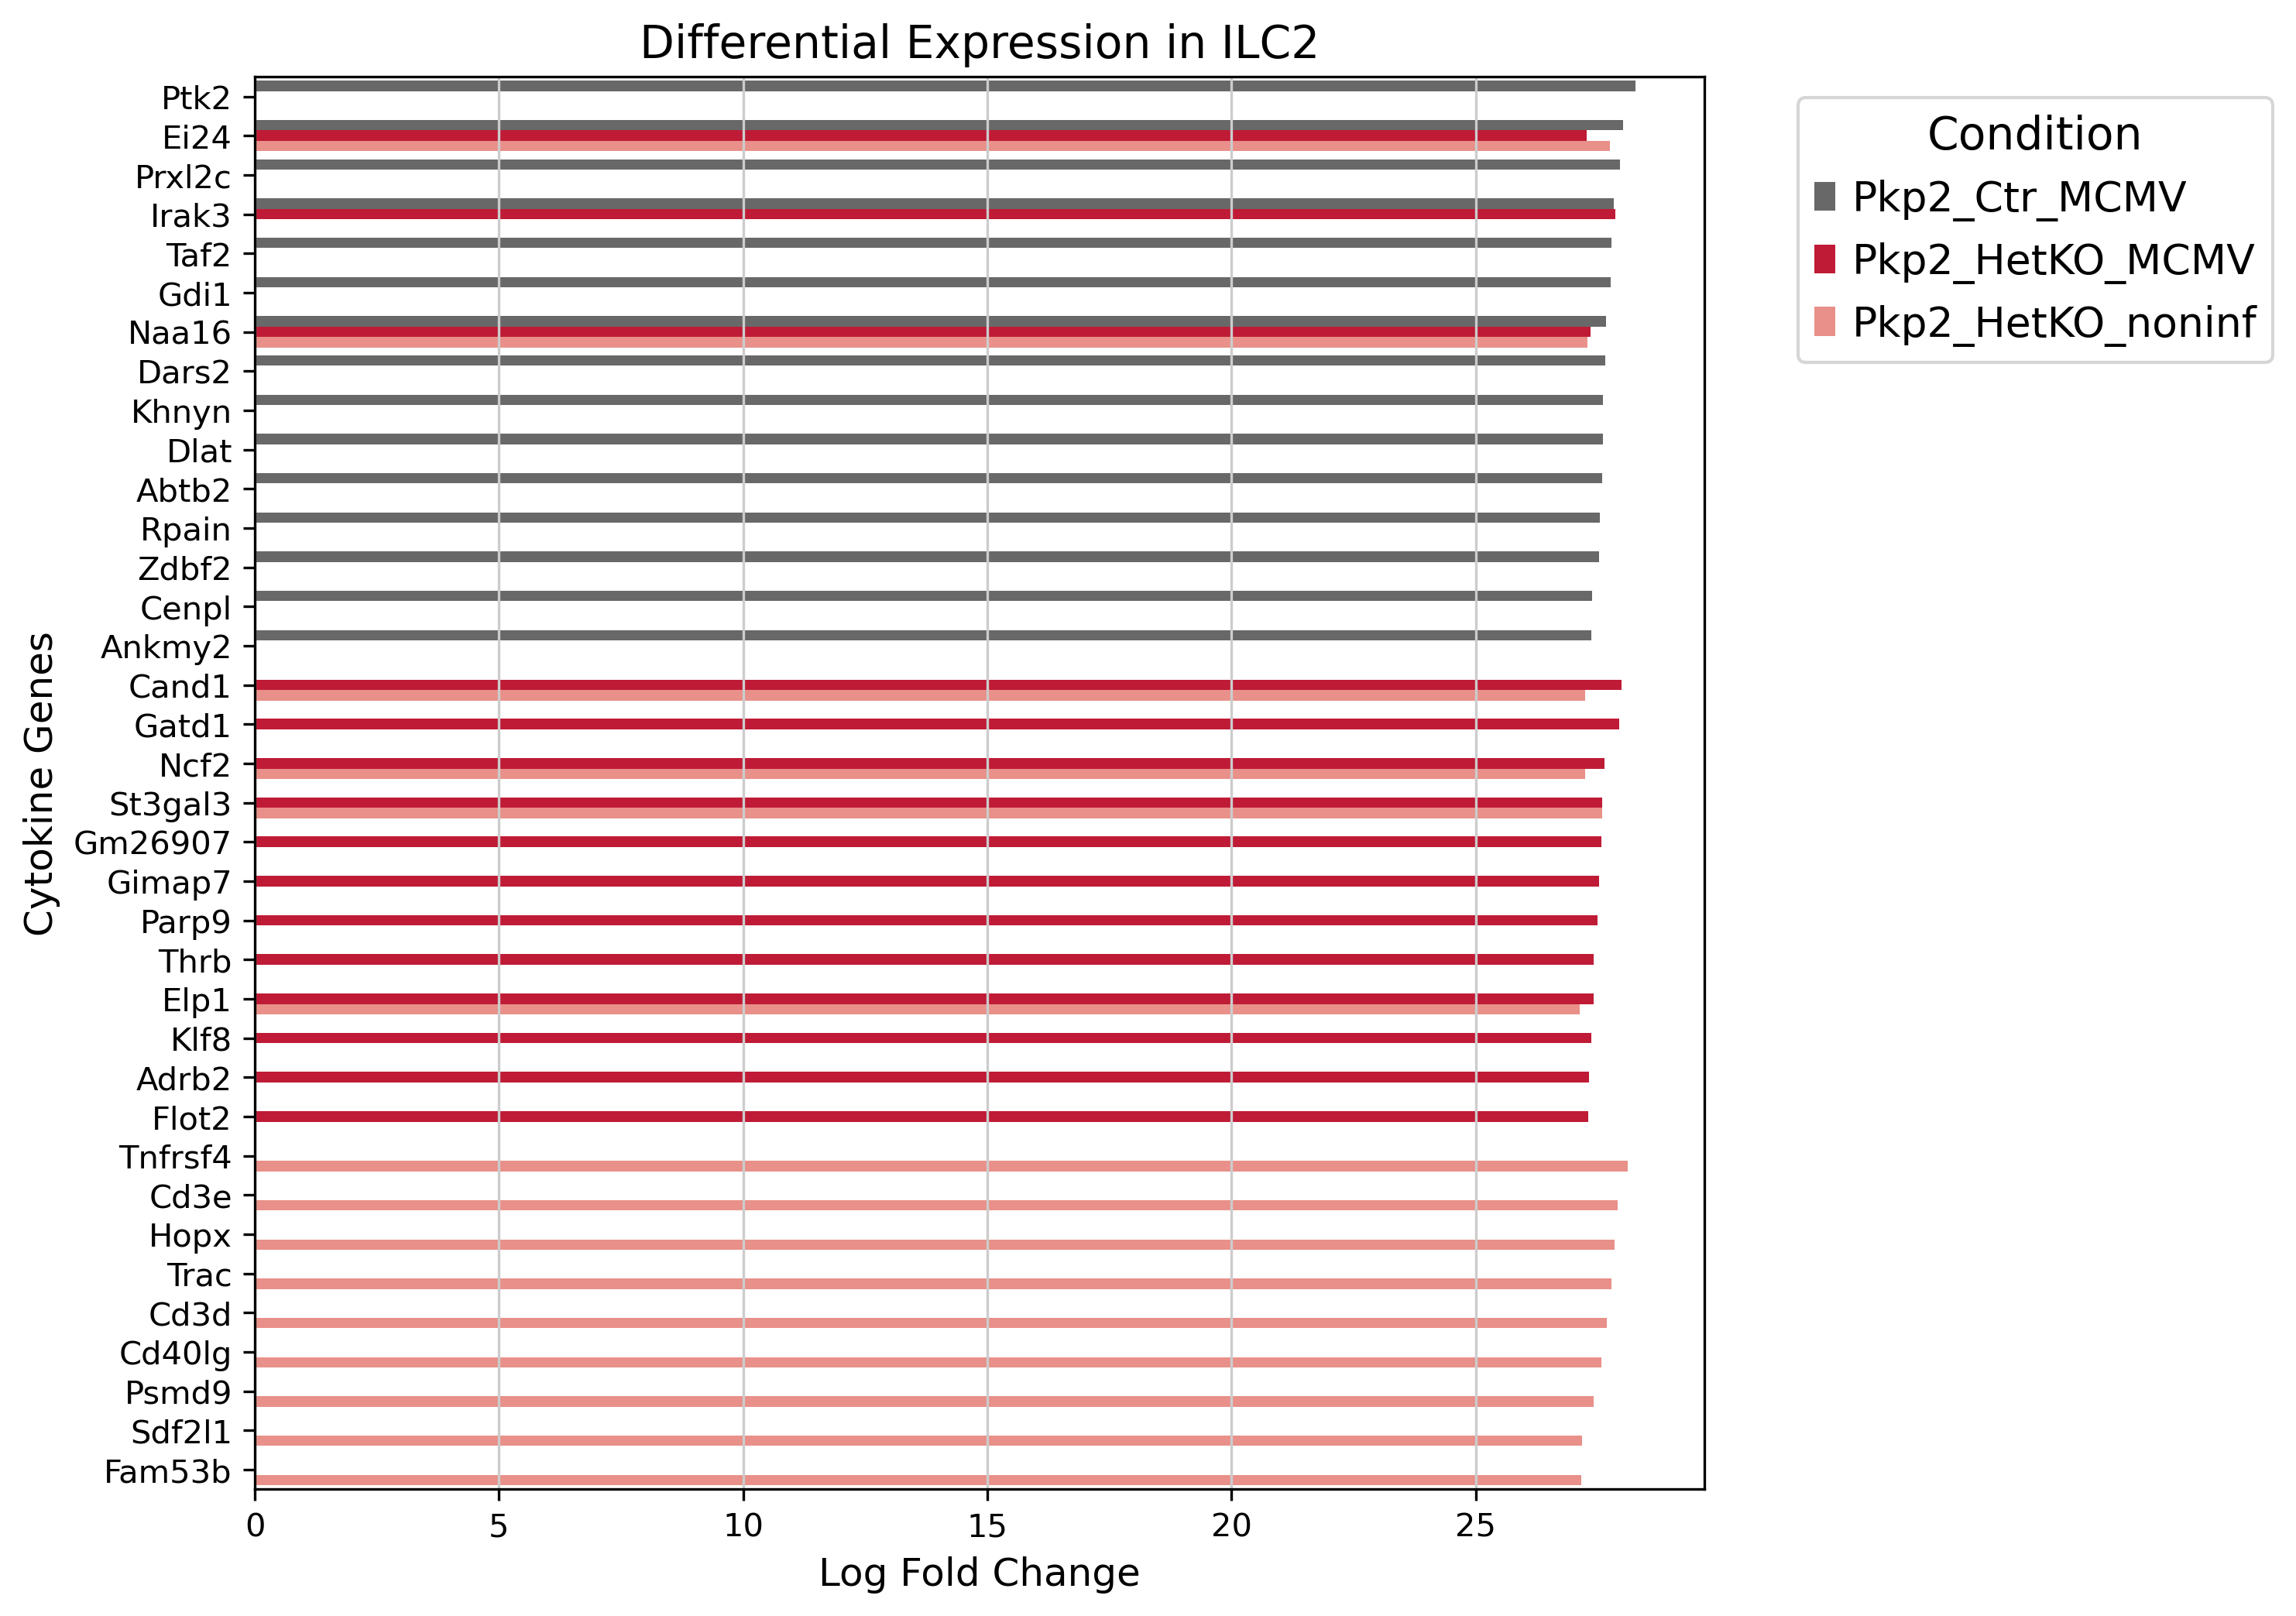 Differential Expression in ILC2
Ptk2
Ei24
Prxl2c
Irak3
Taf2
Gdi1
Naa16
Dars2
Khnyn
Dlat
Abtb2
Rpain
Zdbf2
Cenpl
Ankmy2
Cand1
Gatd1
Ncf2
St3gal3
Gm26907
Gimap7
Parp9
Thrb
Elp1
Klf8
Adrb2
Flot2
Tnfrsf4
Cd3e
Hopx
Trac
Cd3d
Cd40lg
Psmd9
Sdf2l1
Fam53b
Cytokine Genes
0 5 10 15 20 25
Log Fold Change
Condition
Pkp2_Ctr_MCMV
Pkp2_HetKO_MCMV
Pkp2_HetKO_noninf